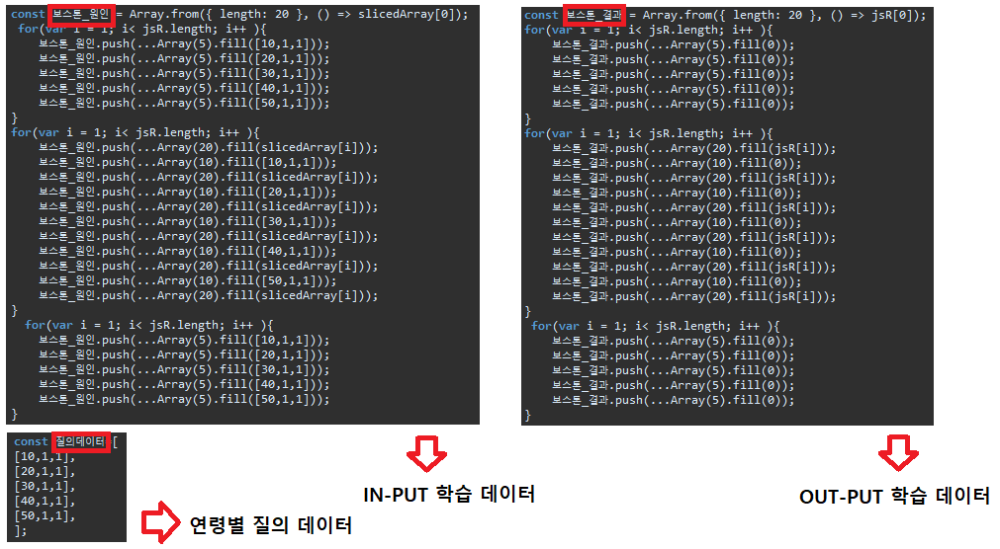 const 보스톤_원인 = Array.from({ length: 20 }, () => slicedArray[0]);
for(var i = 1; i< jsR.length; i++ ){
보스톤_원인.push(...Array(5).fill([10,1,1]));
보스톤_원인.push(...Array(5).fill([20,1,1]));
보스톤_원인.push(...Array(5).fill([30,1,1]));
보스톤_원인.push(...Array(5).fill([40,1,1]));
보스톤_원인.push(...Array(5).fill([50,1,1]));
}
for(var i = 1; i< jsR.length; i++ ){
보스톤_원인.push(...Array(20).fill(slicedArray[i]));
보스톤_원인.push(...Array(10).fill([10,1,1]));
보스톤_원인.push(...Array(20).fill(slicedArray[i]));
보스톤_원인.push(...Array(10).fill([20,1,1]));
보스톤_원인.push(...Array(20).fill(slicedArray[i]));
보스톤_원인.push(...Array(10).fill([30,1,1]));
보스톤_원인.push(...Array(20).fill(slicedArray[i]));
보스톤_원인.push(...Array(10).fill([40,1,1]));
보스톤_원인.push(...Array(20).fill(slicedArray[i]));
보스톤_원인.push(...Array(10).fill([50,1,1]));
보스톤_원인.push(...Array(20).fill(slicedArray[i]));
}
for(var i = 1; i< jsR.length; i++ ){
보스톤_원인.push(...Array(5).fill([10,1,1]));
보스톤_원인.push(...Array(5).fill([20,1,1]));
보스톤_원인.push(...Array(5).fill([30,1,1]));
보스톤_원인.push(...Array(5).fill([40,1,1]));
보스톤_원인.push(...Array(5).fill([50,1,1]));
}
const 보스톤_결과 = Array.from({ length: 20 }, () => jsR[0]);
for(var i = 1; i< jsR.length; i++ ){
보스톤_결과.push(...Array(5).fill(0));
보스톤_결과.push(...Array(5).fill(0));
보스톤_결과.push(...Array(5).fill(0));
보스톤_결과.push(...Array(5).fill(0));
보스톤_결과.push(...Array(5).fill(0));
}
for(var i = 1; i< jsR.length; i++ ){
보스톤_결과.push(...Array(20).fill(jsR[i]));
보스톤_결과.push(...Array(10).fill(0));
보스톤_결과.push(...Array(20).fill(jsR[i]));
보스톤_결과.push(...Array(10).fill(0));
보스톤_결과.push(...Array(20).fill(jsR[i]));
보스톤_결과.push(...Array(10).fill(0));
보스톤_결과.push(...Array(20).fill(jsR[i]));
보스톤_결과.push(...Array(10).fill(0));
보스톤_결과.push(...Array(20).fill(jsR[i]));
보스톤_결과.push(...Array(10).fill(0));
보스톤_결과.push(...Array(20).fill(jsR[i]));
}
for(var i = 1; i< jsR.length; i++ ){
보스톤_결과.push(...Array(5).fill(0));
보스톤_결과.push(...Array(5).fill(0));
보스톤_결과.push(...Array(5).fill(0));
보스톤_결과.push(...Array(5).fill(0));
보스톤_결과.push(...Array(5).fill(0));
}
const 질의데이터=[
[10,1,1],
[20,1,1],
[30,1,1],
[40,1,1],
[50,1,1],
];
IN-PUT 학습 데이터
OUT-PUT 학습 데이터
연령별 질의 데이터